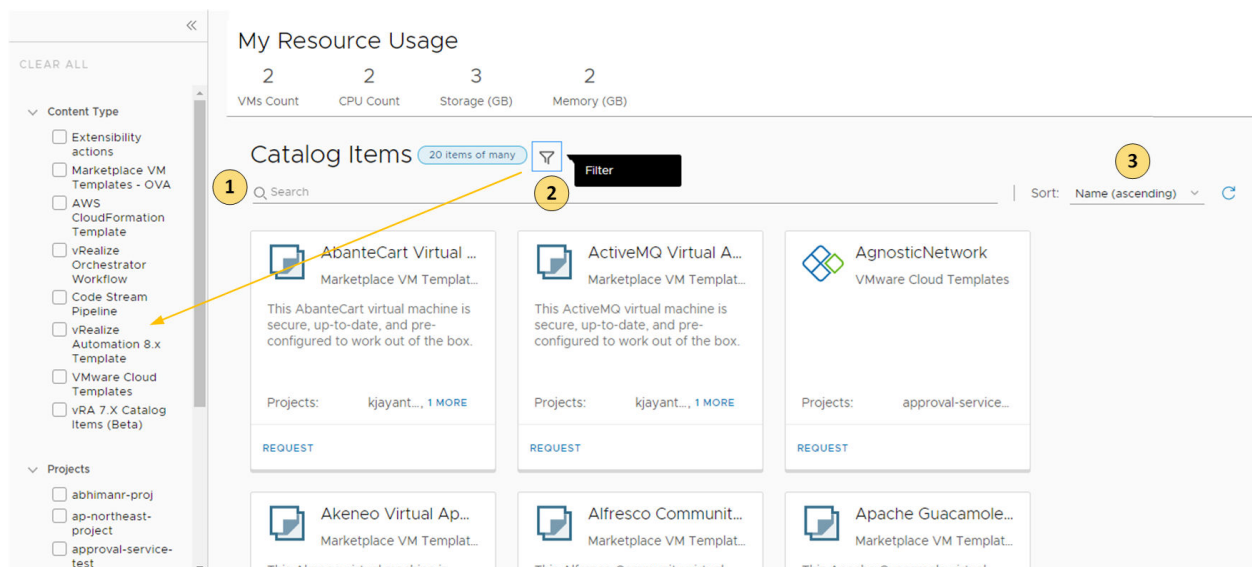 CLEAR ALL
Content Type
Extensibility
actions
Marketplace VM
Templates - OVA
AWS
CloudFormation
Template
vRealize
Orchestrator
Workflow
Code Stream
Pipeline
vRealize
Automation 8.x
Template
VMware Cloud
Templates
vRA 7.X Catalog
Items (Beta)
Projects
abhimanr-proj
ap-northeast-
project
approval-service-
test
My Resource Usage
2 2 3 2
VMs Count CPU Count Storage (GB) Memory (GB)
Catalog Items 20 items of many Filter
1 Search 2 3
Sort: Name (ascending)
AbanteCart Virtual ...
Marketplace VM Templat...
This AbanteCart virtual machine is
secure, up-to-date, and pre-
configured to work out of the box.
Projects: kjayant..., 1 MORE
REQUEST
ActiveMQ Virtual A...
Marketplace VM Templat...
This ActiveMQ virtual machine is
secure, up-to-date, and pre-
configured to work out of the box.
Projects: kjayant..., 1 MORE
REQUEST
AgnosticNetwork
VMware Cloud Templates
Projects: approval-service...
REQUEST
Akeneo Virtual Ap...
Marketplace VM Templat...
Alfresco Communit...
Marketplace VM Templat...
Apache Guacamole...
Marketplace VM Templat...